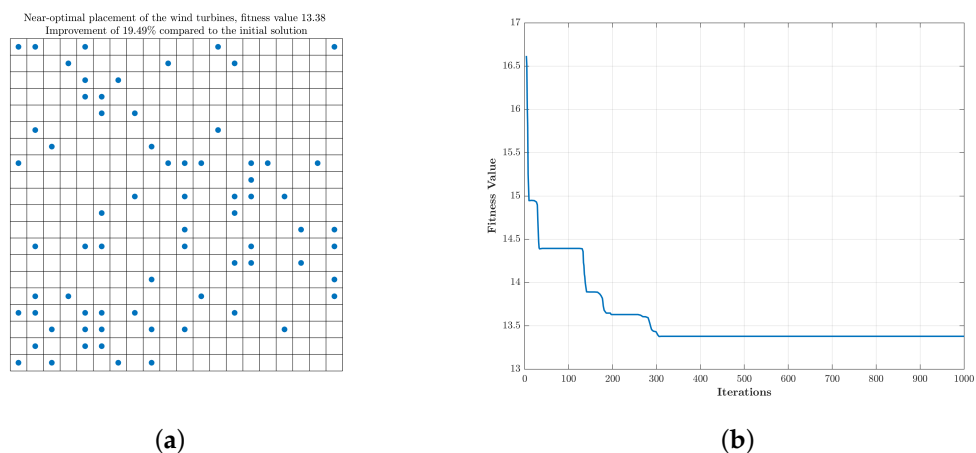 Near-optimal placement of the wind turbines, fitness value 13.38
Improvement of 19.49% compared to the initial solution
17
16.5
16
15
14.5
14
13.5
13
Fitness Value
0 100 200 300 400 500 600 700 800 900 1000
Iterations
(a) (b)